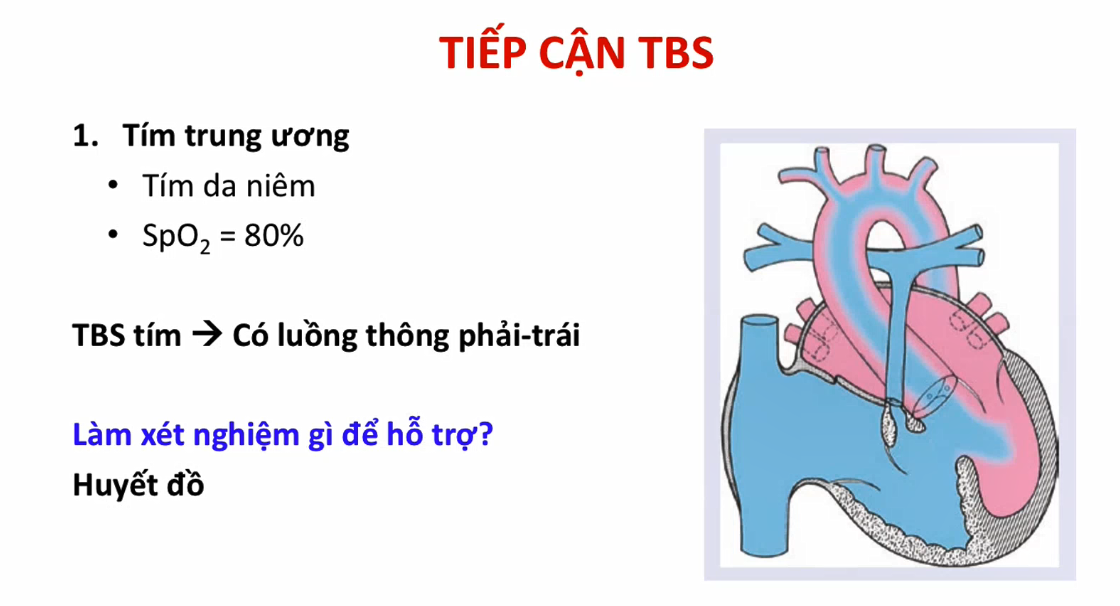 TIẾP CẬN TBS
1. Tím trung ương
• Tím da niêm
• SpO₂ = 80%
TBS tím → Có luồng thông phải-trái
Làm xét nghiệm gì để hỗ trợ?
Huyết đồ